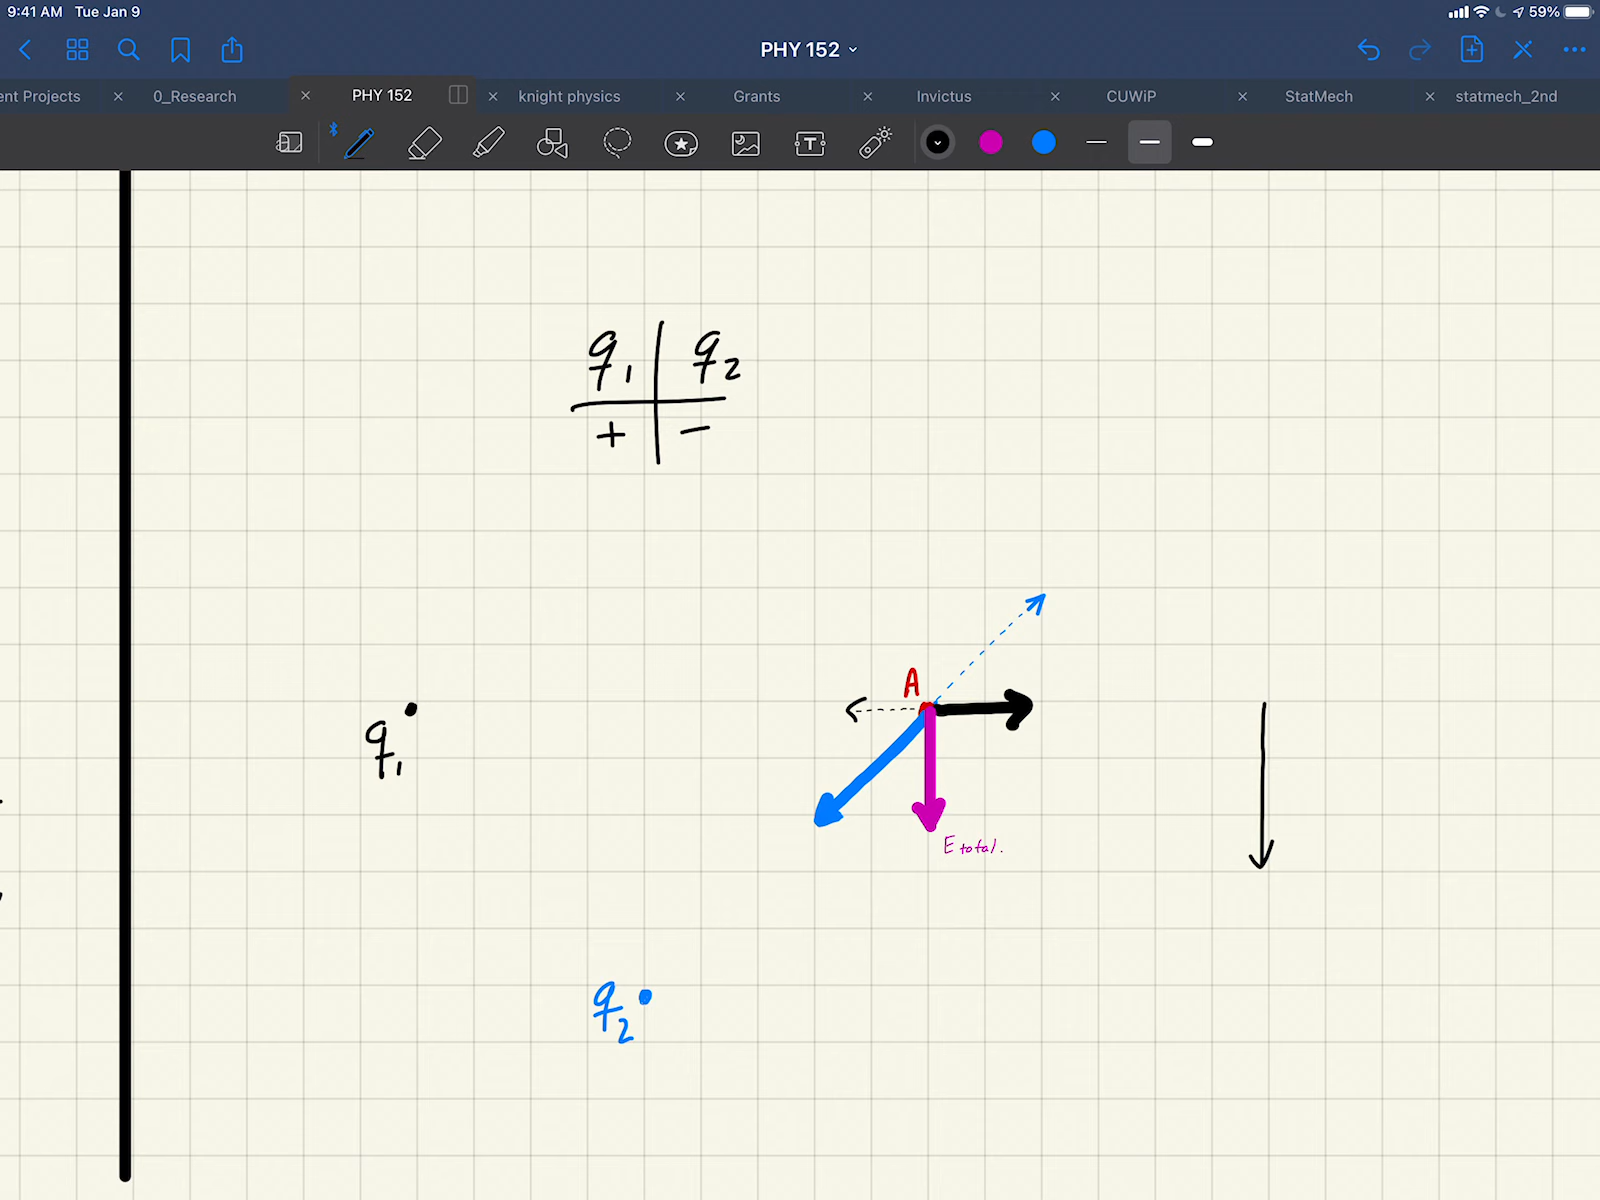 9:41 AM Tue Jan 9
59%
PHY 152
ent Projects
0_Research
PHY 152
knight physics
Grants
Invictus
CUWiP
StatMech
statmech_2nd
T
q1 q2
+ −
A
q1
E total.
q2